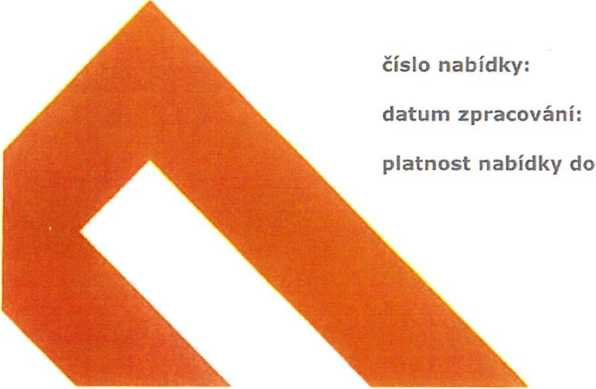 číslo nabídky:
datum zpracování:
platnost nabídky do